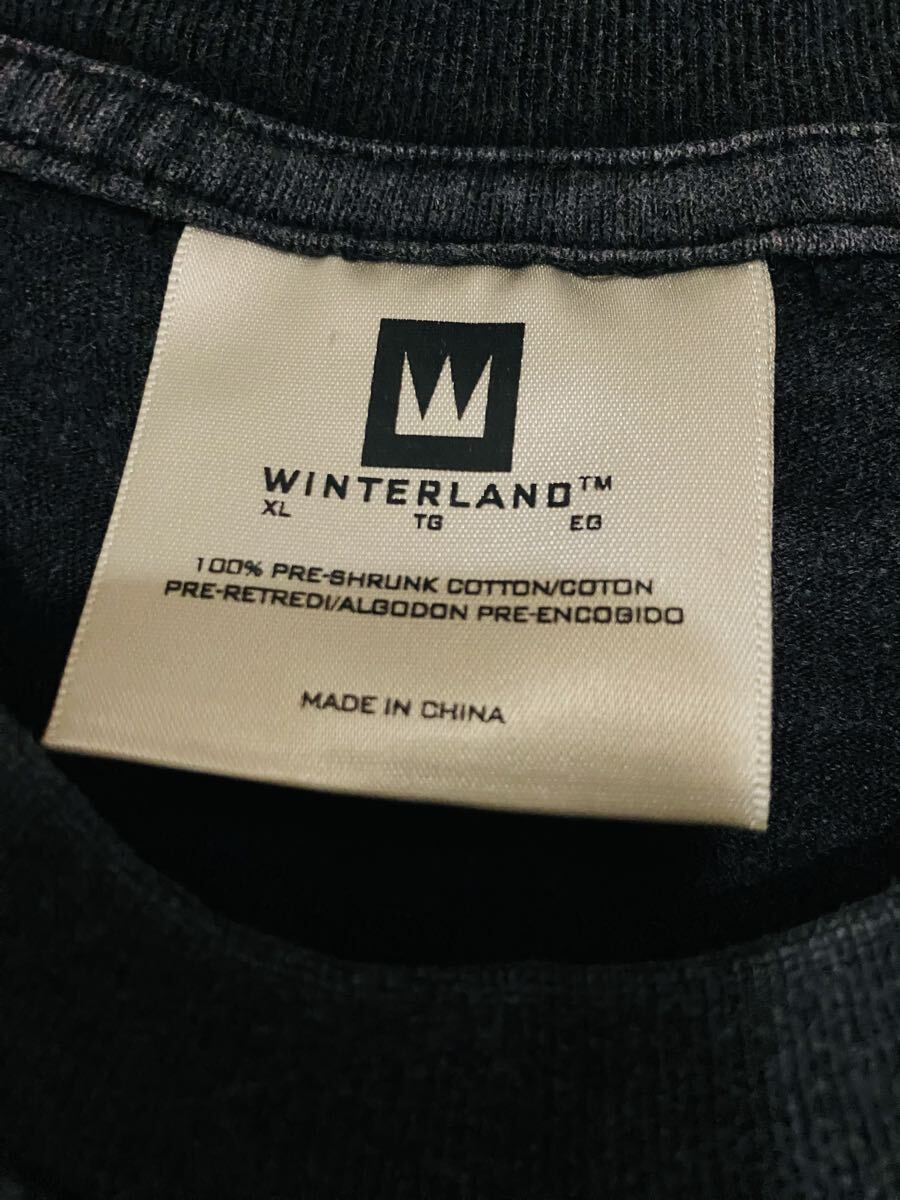 W
WINTERLAND™
XL TG EG
100% PRE-SHRUNK COTTON/COTON
PRE-RETREDI/ALGODON PRE-ENCOGIDO
MADE IN CHINA